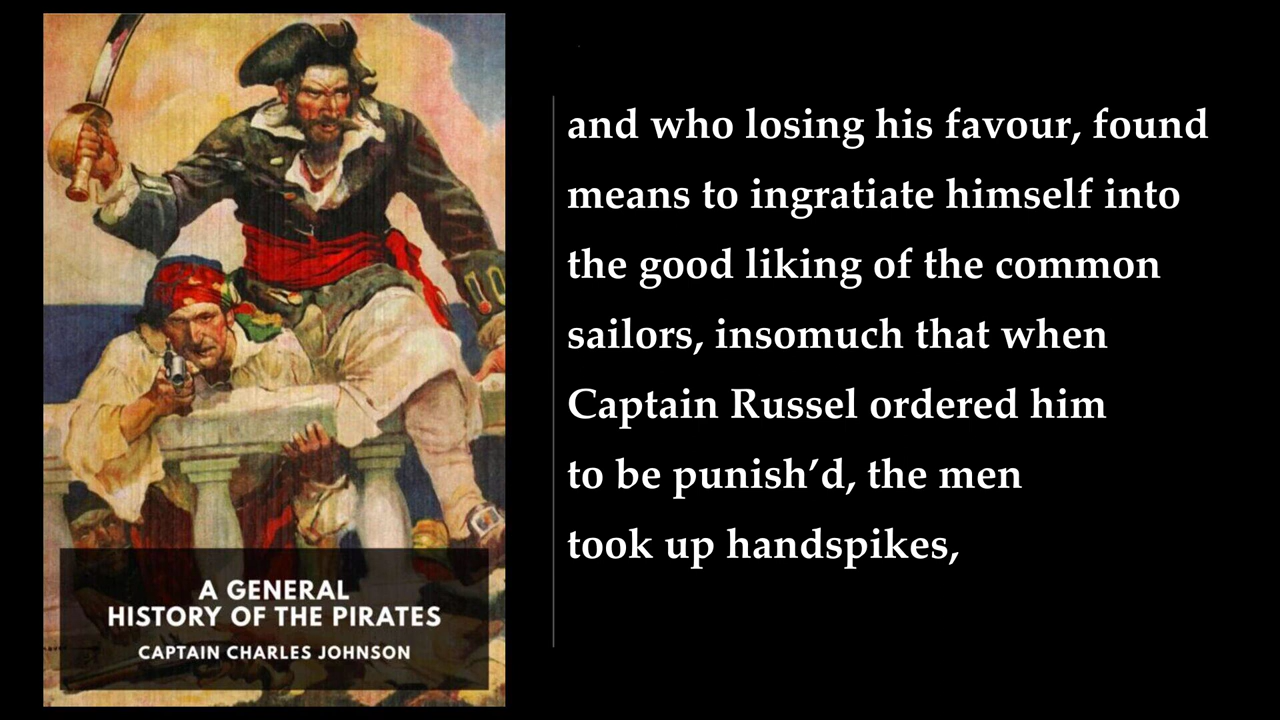 and who losing his favour, found
means to ingratiate himself into
the good liking of the common
sailors, insomuch that when
Captain Russel ordered him
to be punish’d, the men
took up handspikes,
A GENERAL
HISTORY OF THE PIRATES
CAPTAIN CHARLES JOHNSON